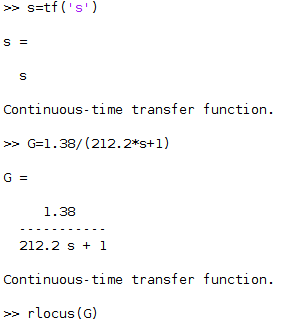 >> s=tf('s')
s =
s
Continuous-time transfer function.
>> G=1.38/(212.2*s+1)
G =
1.38
-----------
212.2 s + 1
Continuous-time transfer function.
>> rlocus(G)